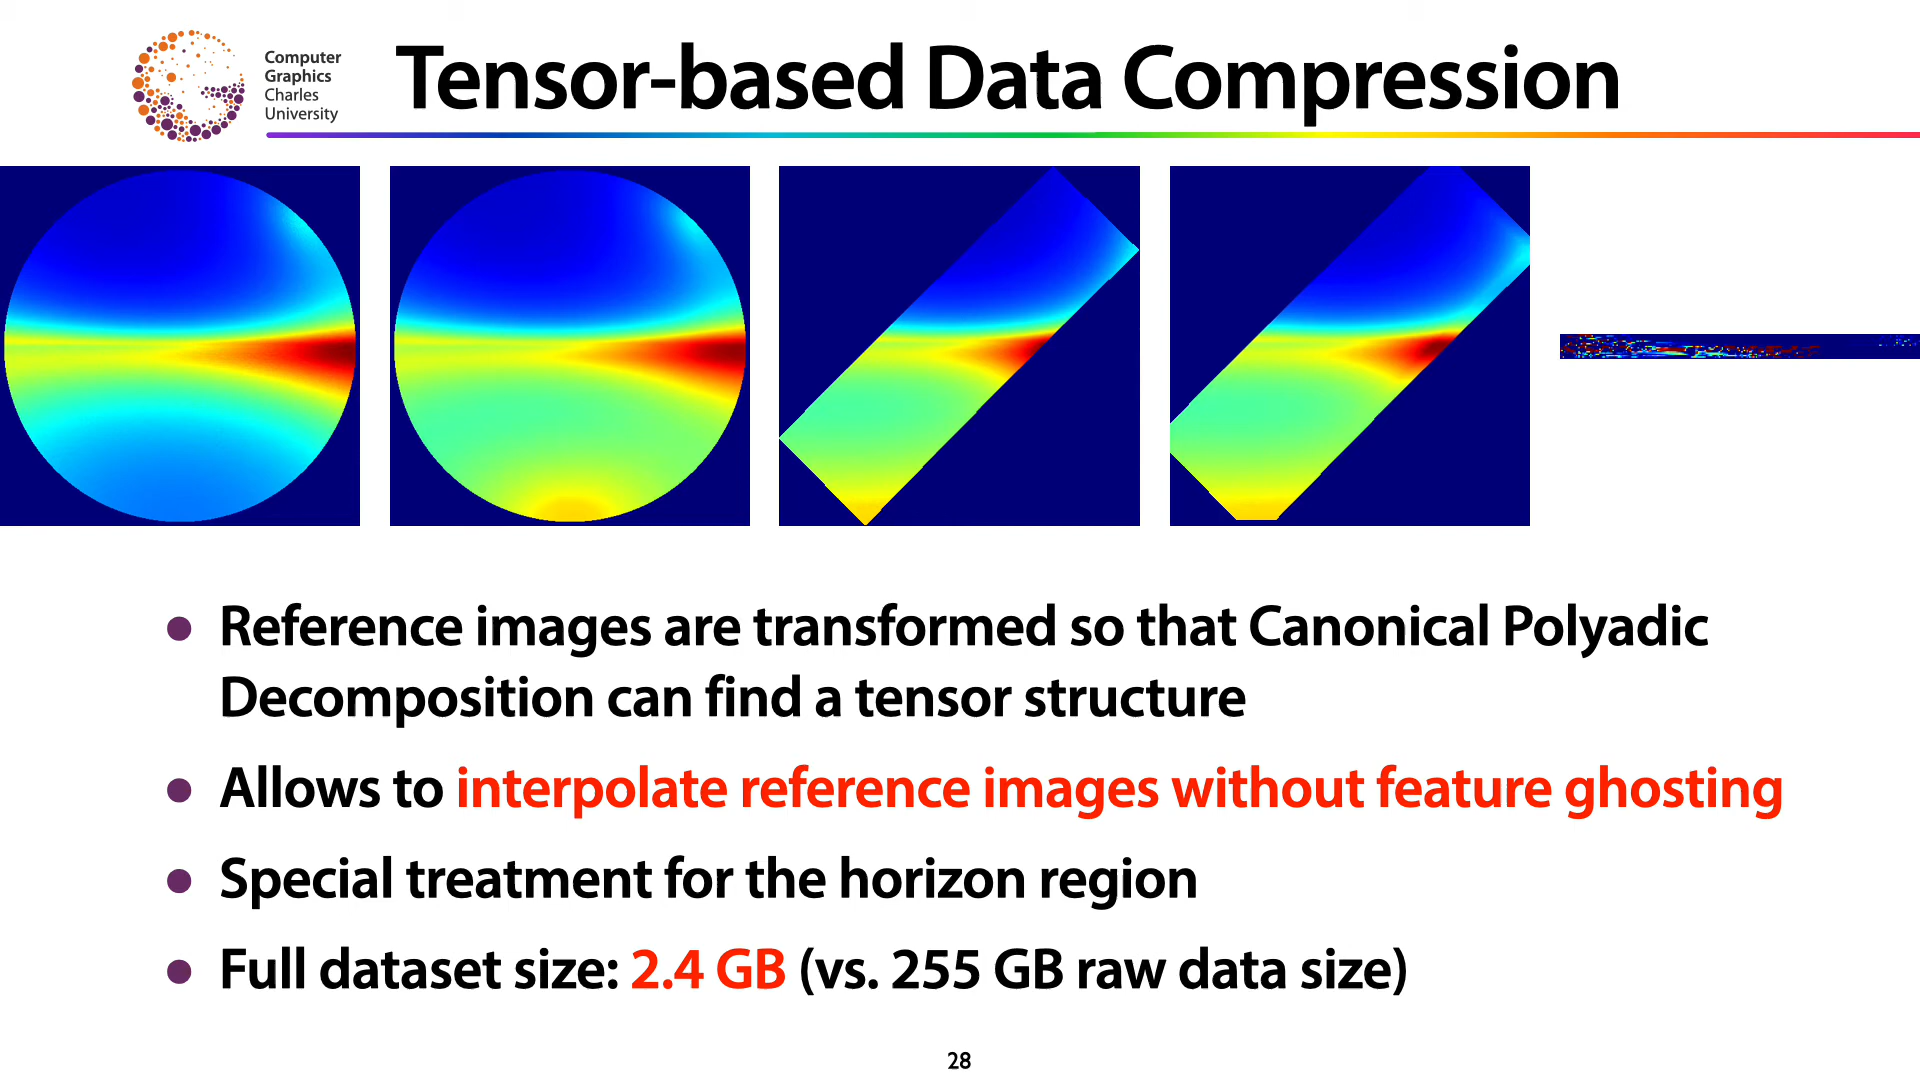 Computer
Graphics
Charles
University
Tensor-based Data Compression
• Reference images are transformed so that Canonical Polyadic
Decomposition can find a tensor structure
• Allows to interpolate reference images without feature ghosting
• Special treatment for the horizon region
• Full dataset size: 2.4 GB (vs. 255 GB raw data size)
28